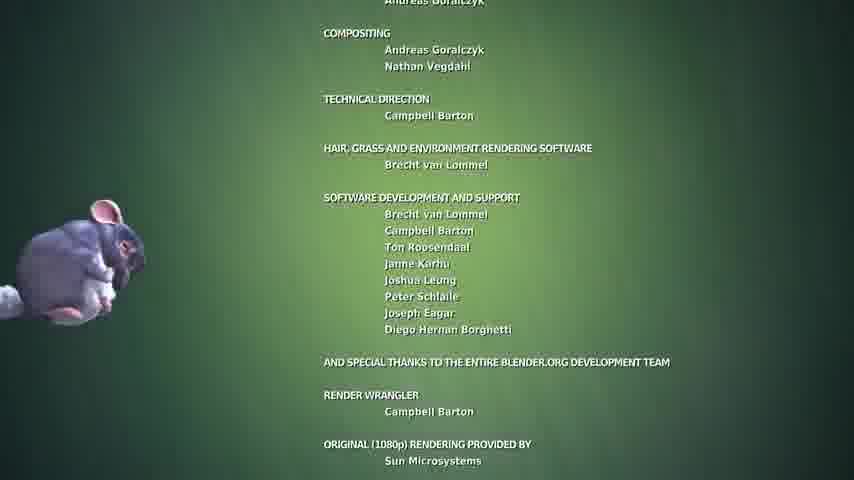 Andreas Goralczyk
COMPOSITING
Andreas Goralczyk
Nathan Vegdahl
TECHNICAL DIRECTION
Campbell Barton
HAIR, GRASS AND ENVIRONMENT RENDERING SOFTWARE
Brecht van Lommel
SOFTWARE DEVELOPMENT AND SUPPORT
Brecht van Lommel
Campbell Barton
Ton Roosendaal
Janne Karhu
Joshua Leung
Peter Schlaile
Joseph Eagar
Diego Hernan Borghetti
AND SPECIAL THANKS TO THE ENTIRE BLENDER.ORG DEVELOPMENT TEAM
RENDER WRANGLER
Campbell Barton
ORIGINAL (1080p) RENDERING PROVIDED BY
Sun Microsystems